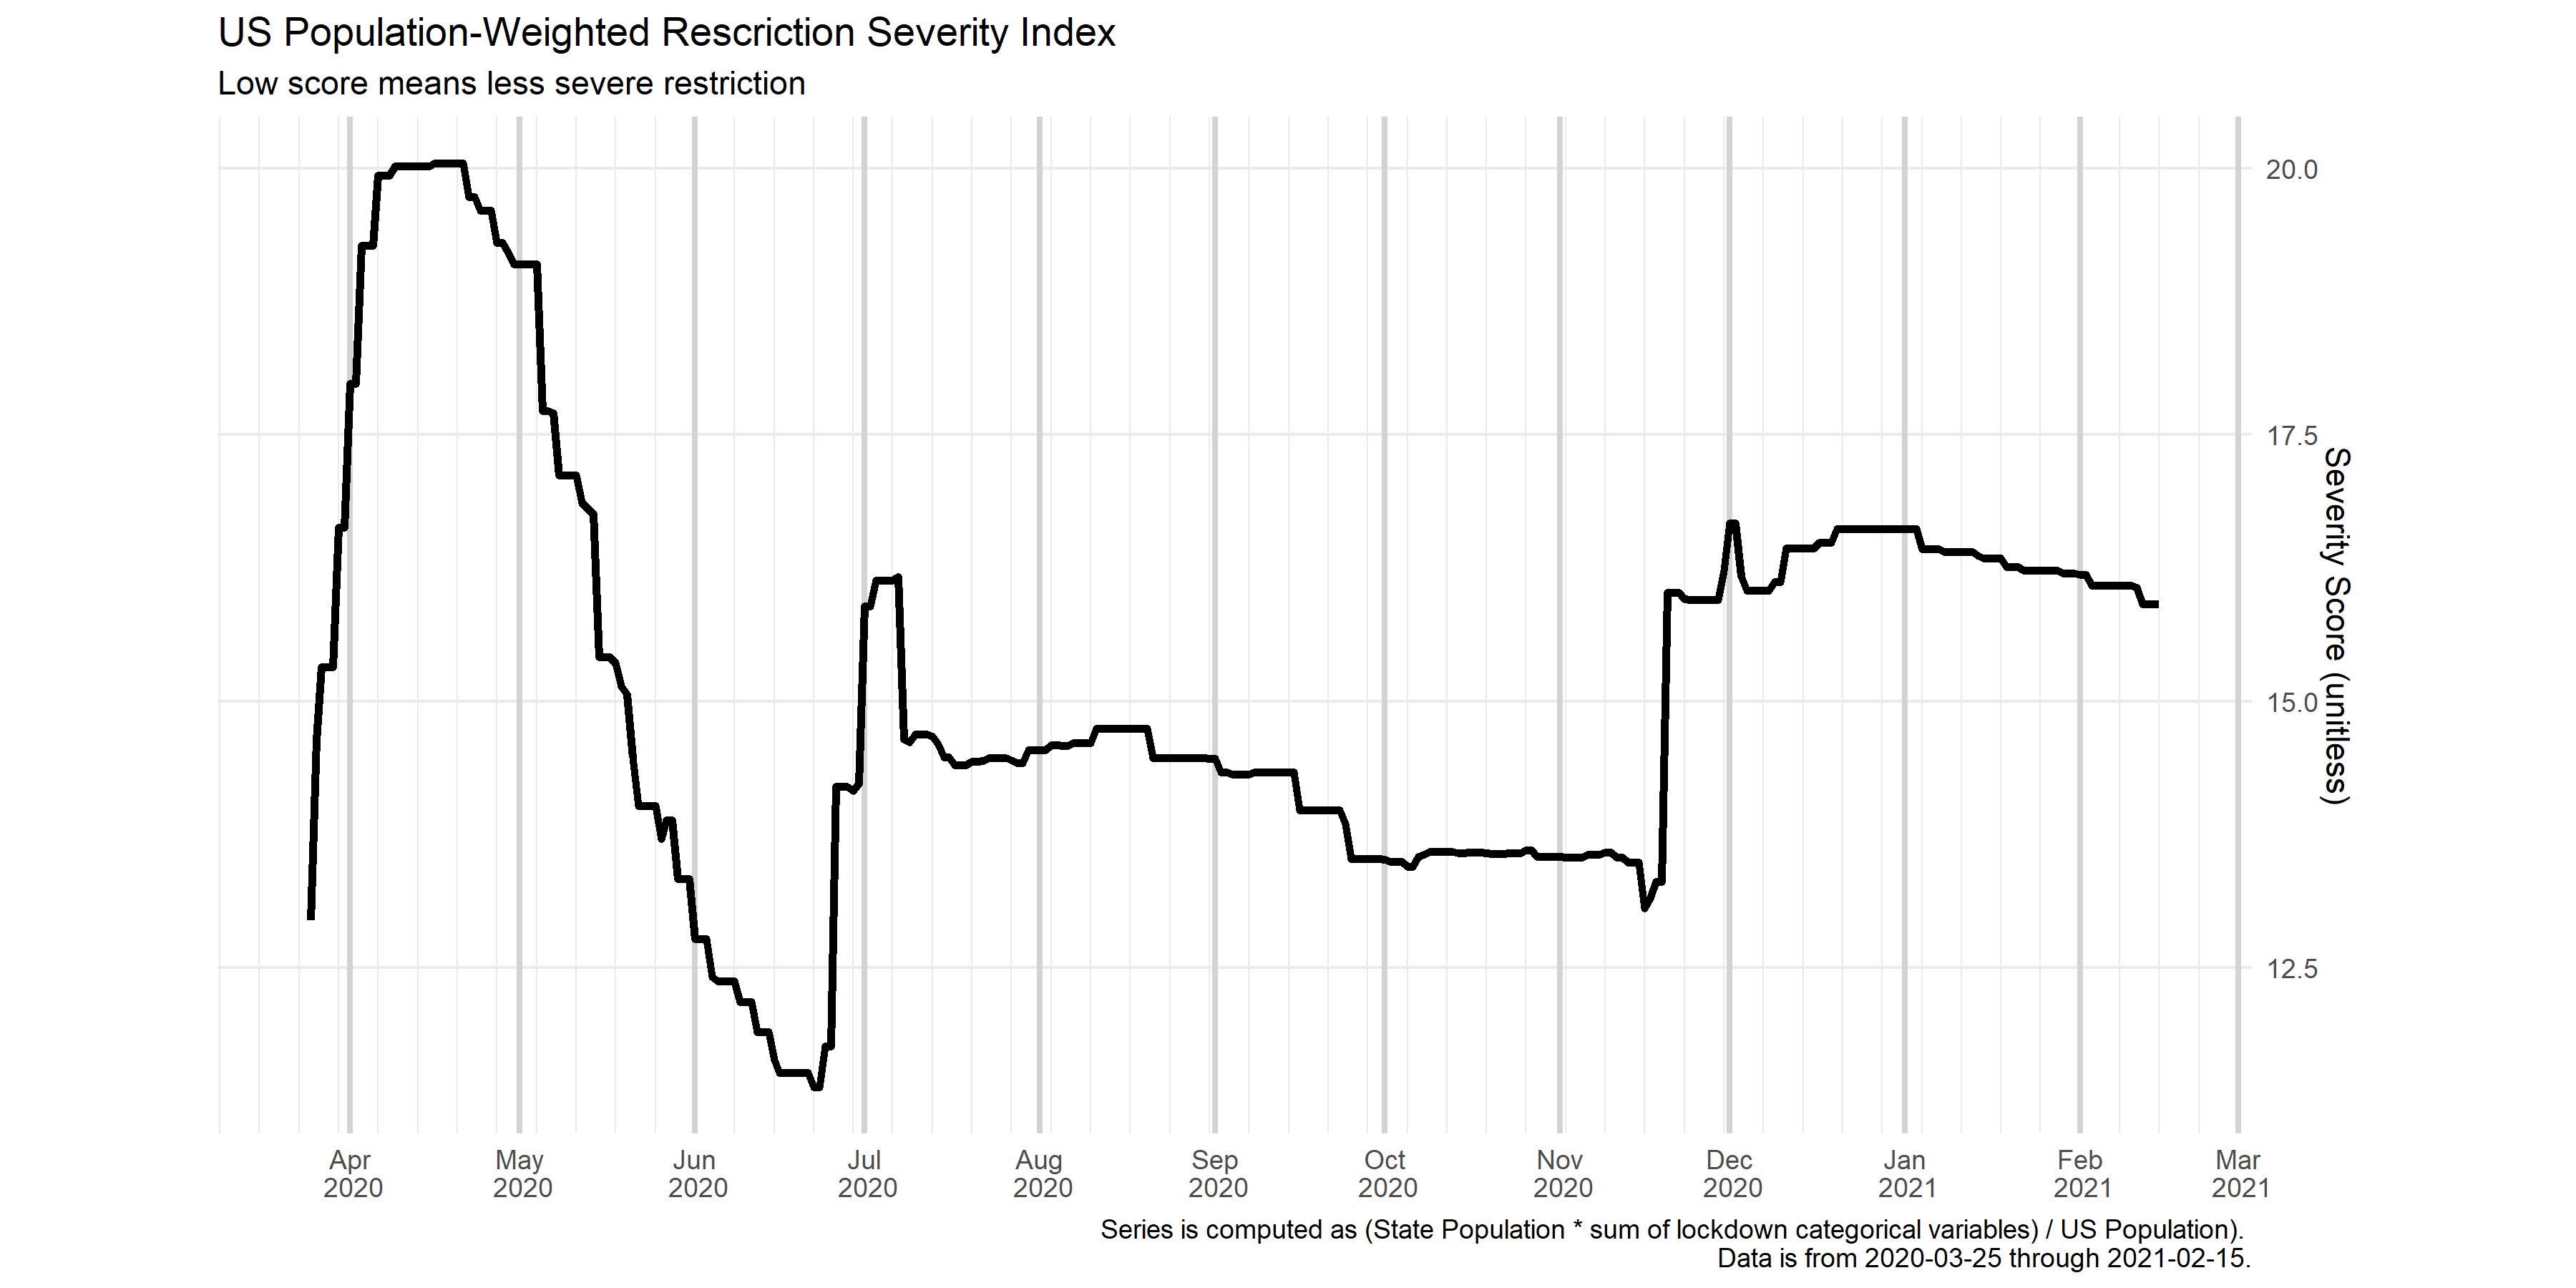 US Population-Weighted Rescriction Severity Index
Low score means less severe restriction
20.0
17.5
15.0
12.5
Severity Score (unitless)
Apr May Jun Jul Aug Sep Oct Nov Dec Jan Feb Mar
2020 2020 2020 2020 2020 2020 2020 2020 2020 2021 2021 2021
Series is computed as (State Population * sum of lockdown categorical variables) / US Population).
Data is from 2020-03-25 through 2021-02-15.